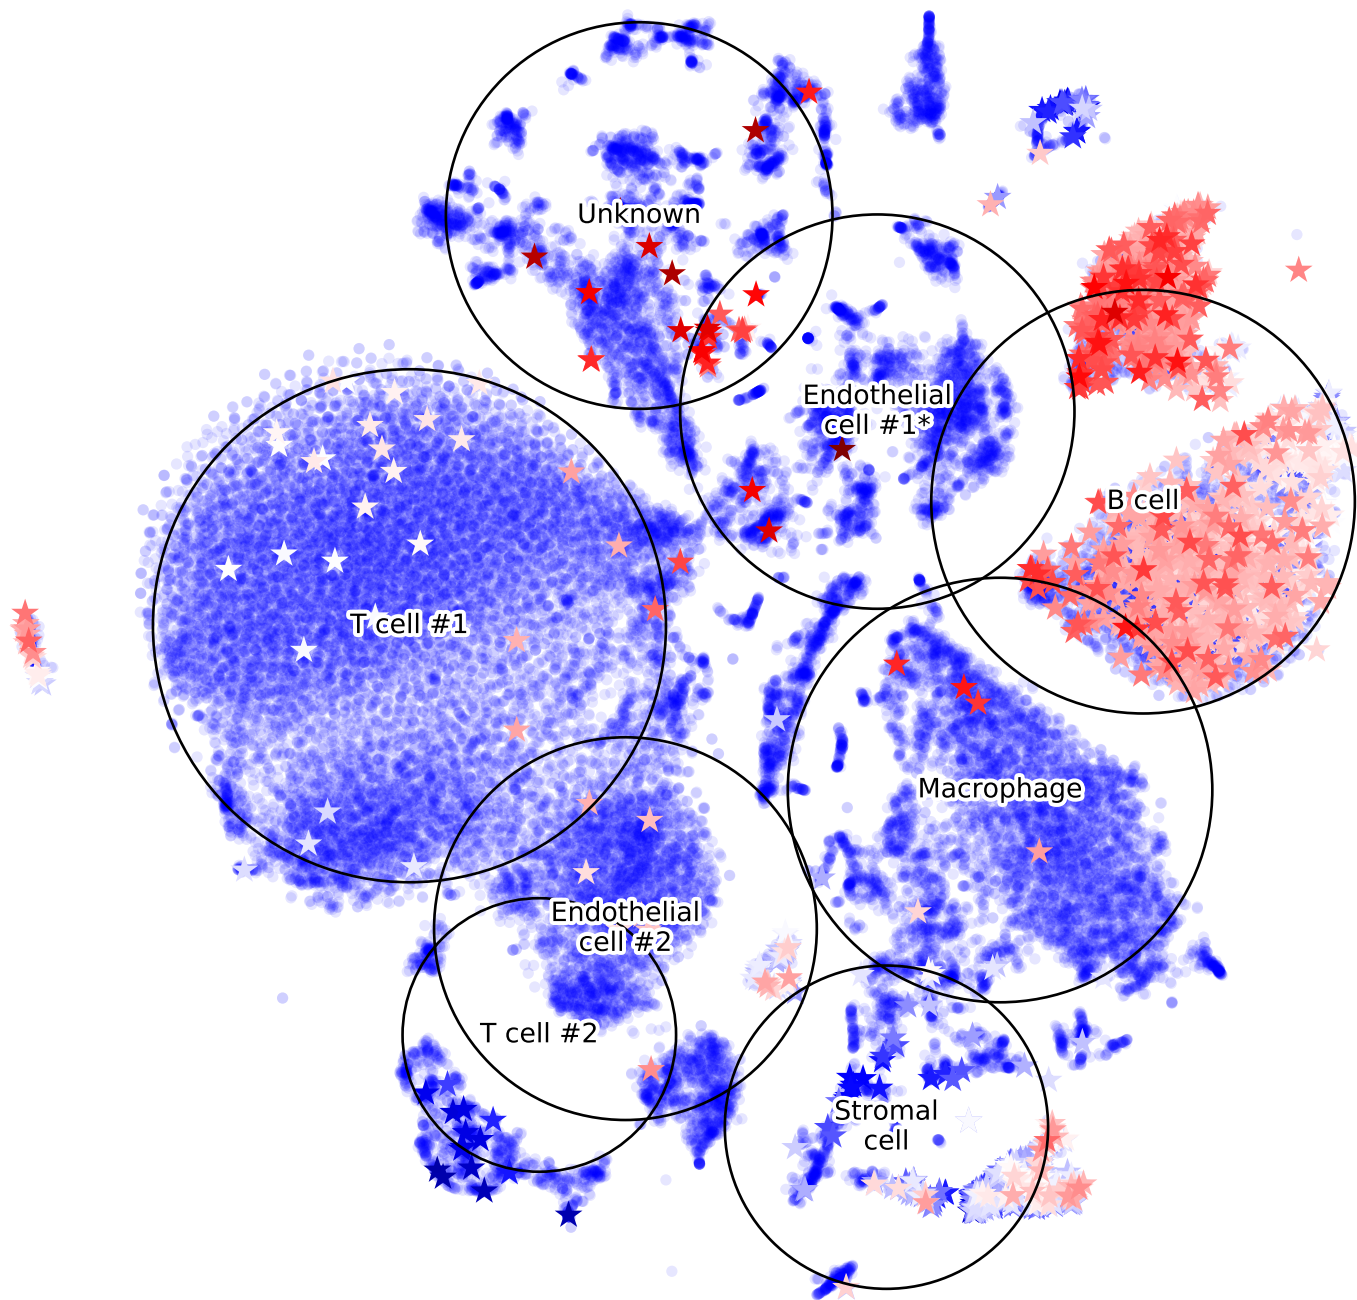 Unknown
Endothelial
cell #1*
B cell
T cell #1
Macrophage
Endothelial
cell #2
T cell #2
Stromal
cell